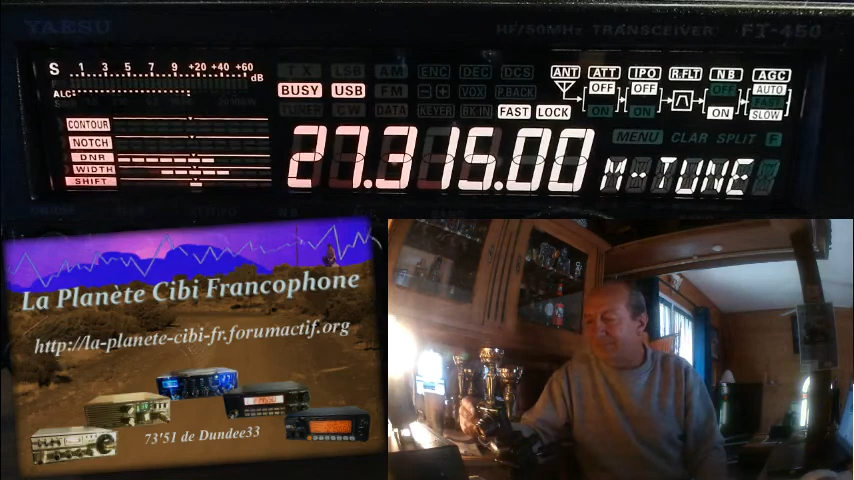 YAESU
HF/50MHz TRANSCEIVER FT-450
S 1 3 5 7 9 +20 +40 +60 dB
ALC
TX LSB AM ENC DEC DCS
BUSY USB FM VOX P.BACK
TUNER CW DATA KEYER BK IN FAST LOCK
ANT ATT IPO R.FLT NB AGC
OFF OFF OFF AUTO
FAST
ON ON ON SLOW
MENU CLAR SPLIT F
CONTOUR
NOTCH
DNR
WIDTH
SHIFT
27.315.00
M-TUNE
La Planète Cibi Francophone
http://la-planete-cibi-fr.forumactif.org
73'51 de Dundee33